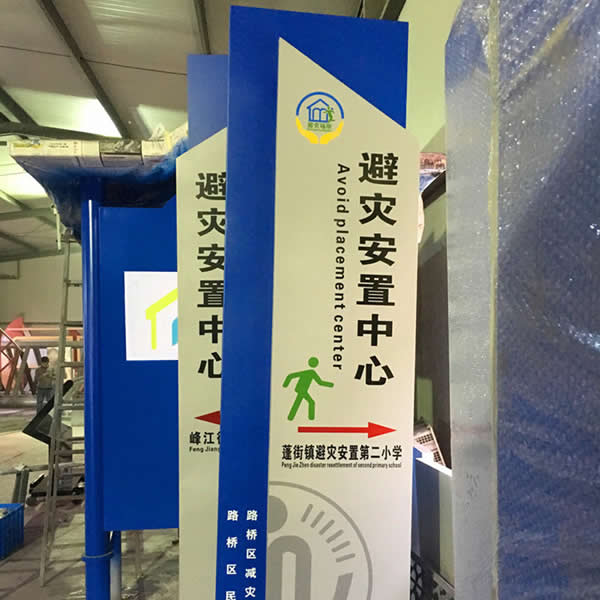 避灾安置中心
Avoid placement center
蓬街镇避灾安置第二小学
Peng Jie Zhen disaster resettlement of second primary school
路桥区减灾
路桥区民
避灾安置中心
峰江街
Feng Jiang